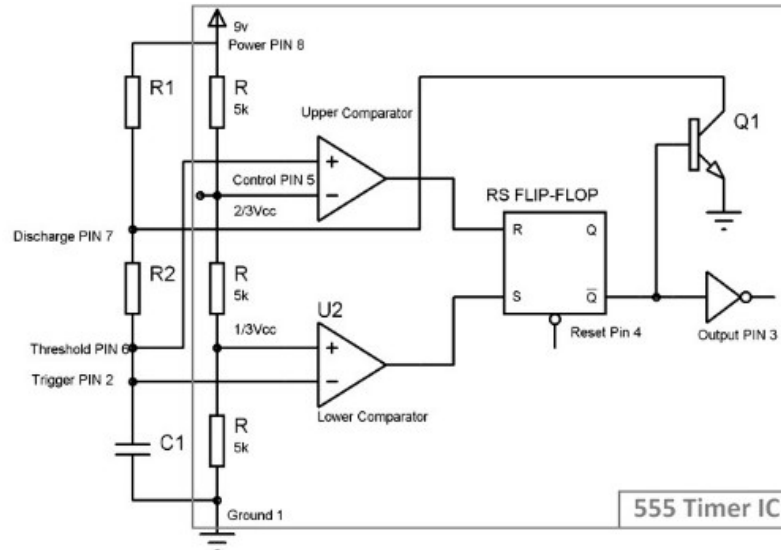 9v
Power PIN 8
R1
R
5k
Upper Comparator
Q1
+
Control PIN 5
−
2/3Vcc
RS FLIP-FLOP
R
Q
Discharge PIN 7
R2
R
5k
U2
S
Q̅
1/3Vcc
+
Reset Pin 4
Output PIN 3
Threshold PIN 6
Trigger PIN 2
−
Lower Comparator
R
5k
C1
Ground 1
555 Timer IC